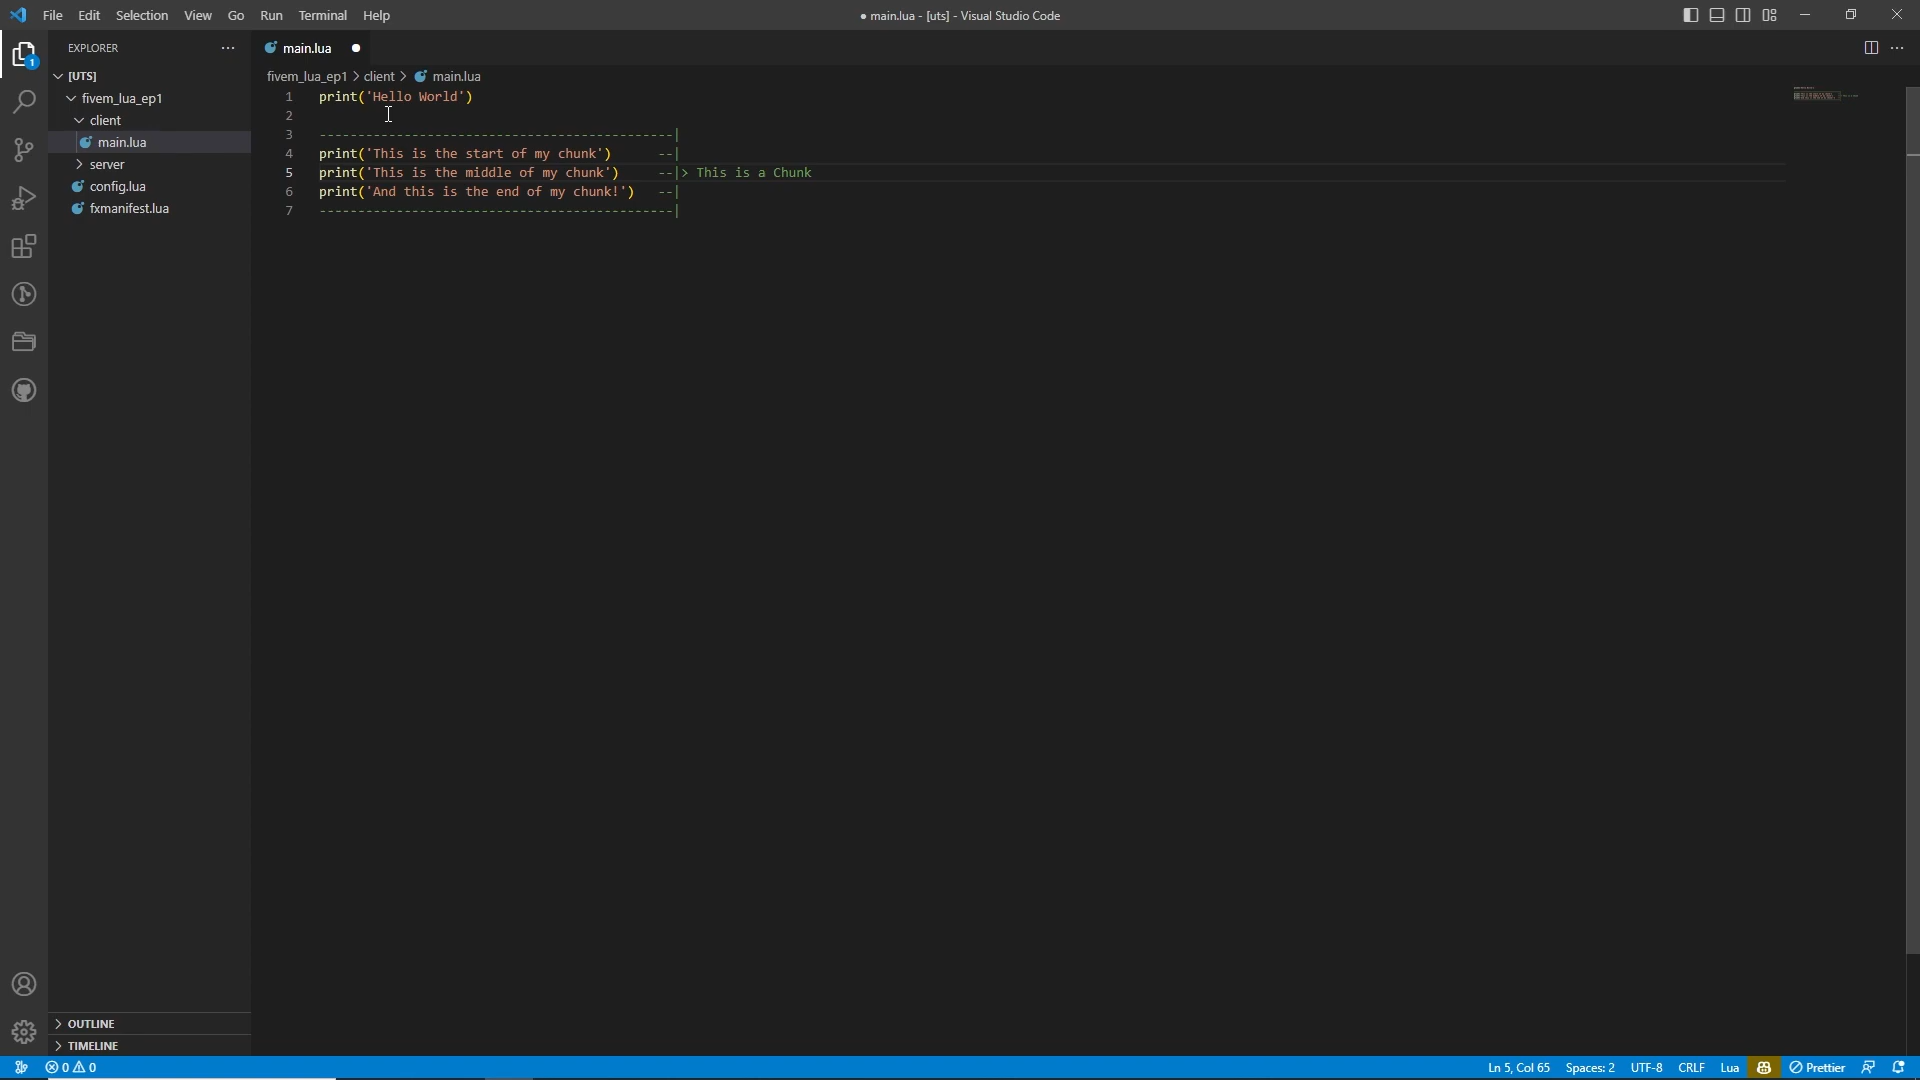 File Edit Selection View Go Run Terminal Help
● main.lua - [uts] - Visual Studio Code
EXPLORER
main.lua
[UTS]
fivem_lua_ep1
client
main.lua
server
config.lua
fxmanifest.lua
1
fivem_lua_ep1 > client > main.lua
1 print('Hello World')
2
3 ----------------------------------------------|
4 print('This is the start of my chunk') --|
5 print('This is the middle of my chunk') --|> This is a Chunk
6 print('And this is the end of my chunk!') --|
7 ----------------------------------------------|
OUTLINE
TIMELINE
0 0 Ln 5, Col 65 Spaces: 2 UTF-8 CRLF Lua Prettier